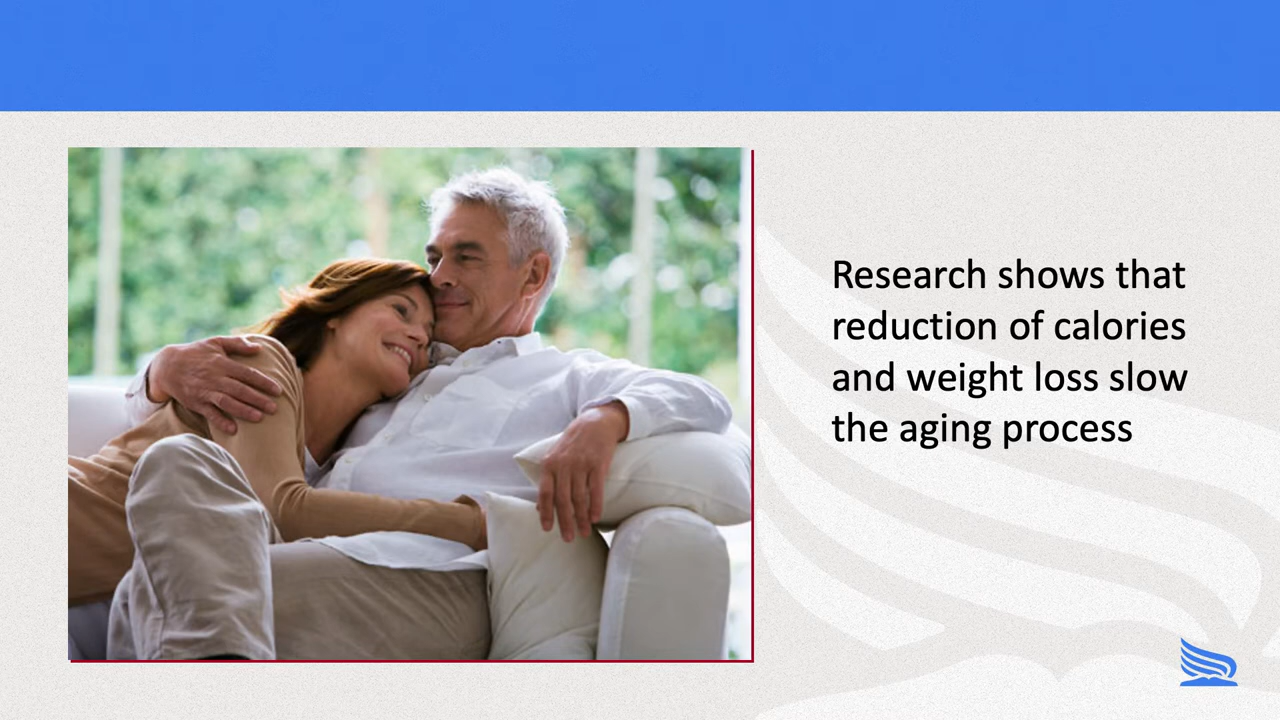 Research shows that
reduction of calories
and weight loss slow
the aging process